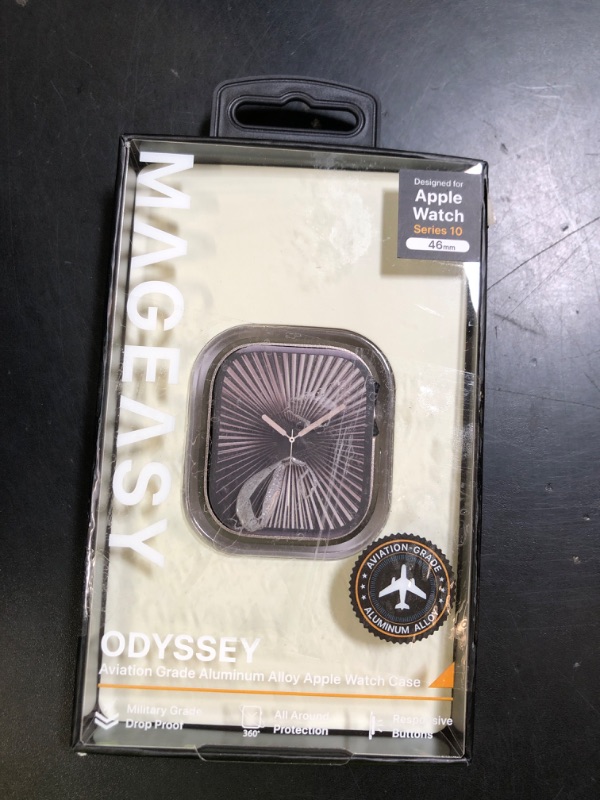 Designed for
Apple
Watch
Series 10
46mm
MAGEASY
AVIATION-GRADE
ALUMINUM ALLOY
ODYSSEY
Aviation Grade Aluminum Alloy Apple Watch Case
Military Grade
Drop Proof
360°
All Around
Protection
Responsive
Buttons